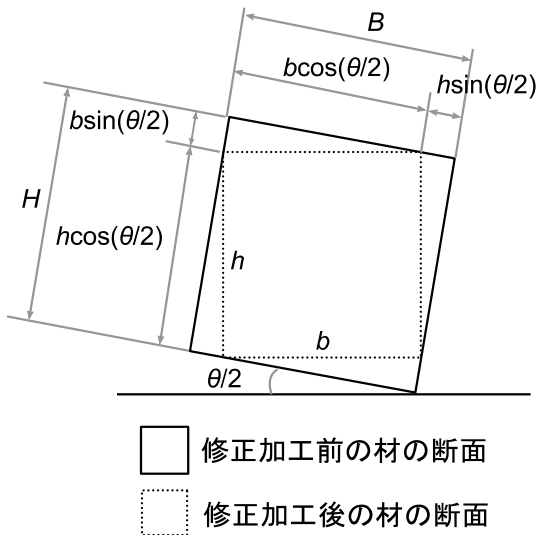 B
bcos(θ/2)
hsin(θ/2)
bsin(θ/2)
H
hcos(θ/2)
h
b
θ/2
修正加工前の材の断面
修正加工後の材の断面